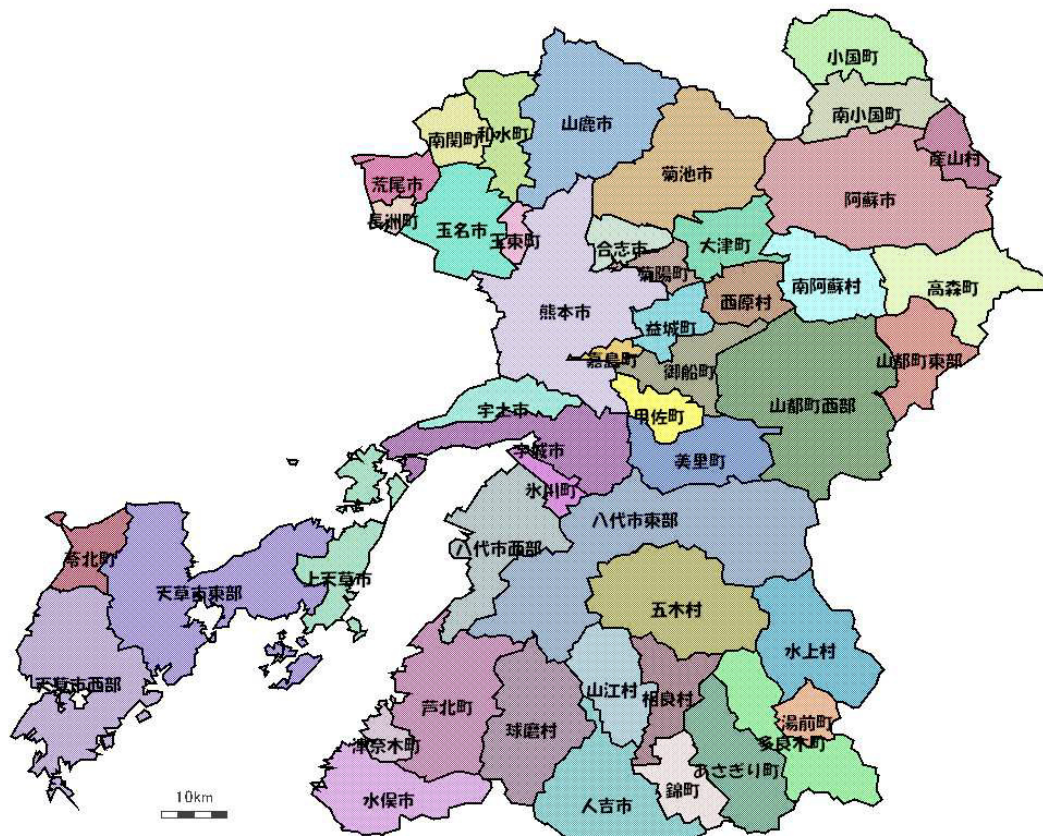 小国町
南小国町
南関町
和水町
山鹿市
産山村
菊池市
荒尾市
阿蘇市
長洲町
玉名市
玉東町
合志市
大津町
菊陽町
南阿蘇村
高森町
西原村
熊本市
益城町
嘉島町
御船町
山都町東部
宇土市
甲佐町
山都町西部
宇城市
美里町
氷川町
八代市東部
八代市西部
苓北町
天草市東部
上天草市
五木村
水上村
天草市西部
山江村
相良村
芦北町
球磨村
湯前町
多良木町
津奈木町
あさぎり町
錦町
水俣市
人吉市
10km